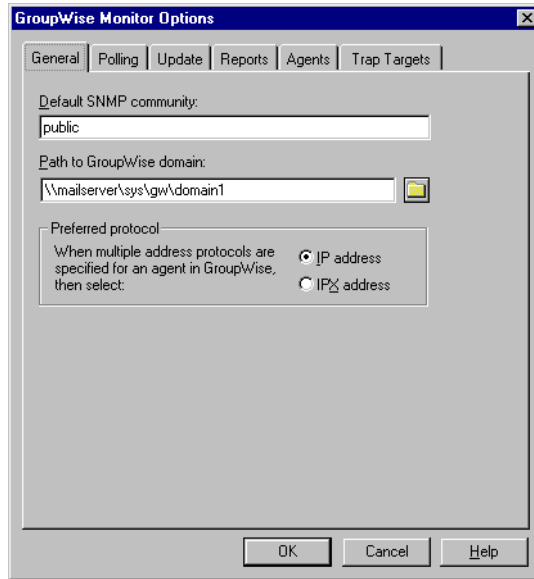 GroupWise Monitor Options
General Polling Update Reports Agents Trap Targets
Default SNMP community:
public
Path to GroupWise domain:
\\mailserver\sys\gw\domain1
Preferred protocol
When multiple address protocols are
specified for an agent in GroupWise,
then select:
IP address
IPX address
OK Cancel Help